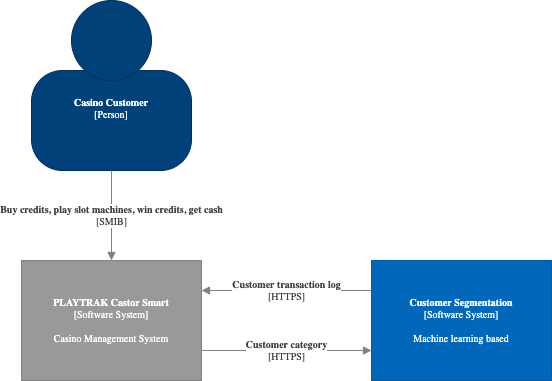 Casino Customer
[Person]
Buy credits, play slot machines, win credits, get cash
[SMIB]
PLAYTRAK Castor Smart
[Software System]
Casino Management System
Customer transaction log
[HTTPS]
Customer category
[HTTPS]
Customer Segmentation
[Software System]
Machine learning based